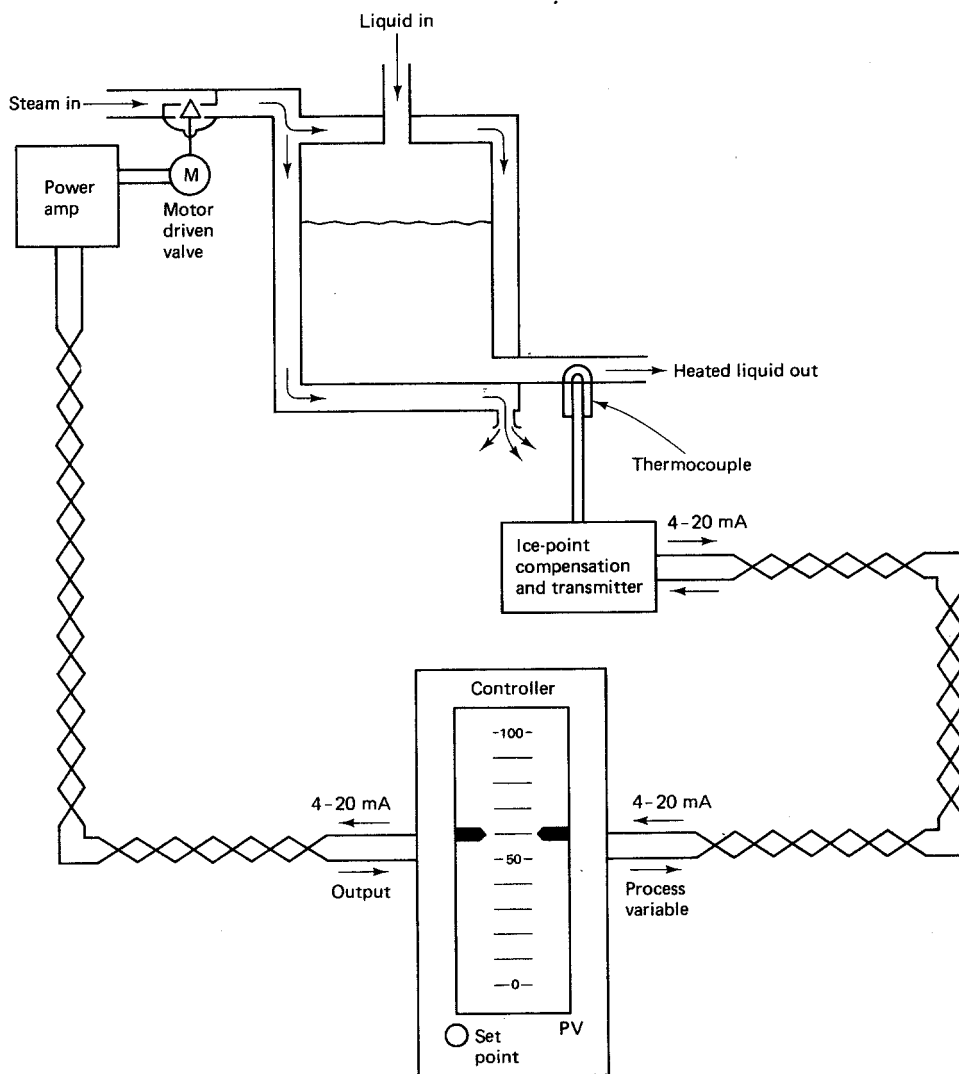 Liquid in
Steam in
Power
amp
M
Motor
driven
valve
Heated liquid out
Thermocouple
4-20 mA
Ice-point
compensation
and transmitter
Controller
-100-
4-20 mA
4-20 mA
-50-
Output
Process
variable
-0-
Set
point
PV